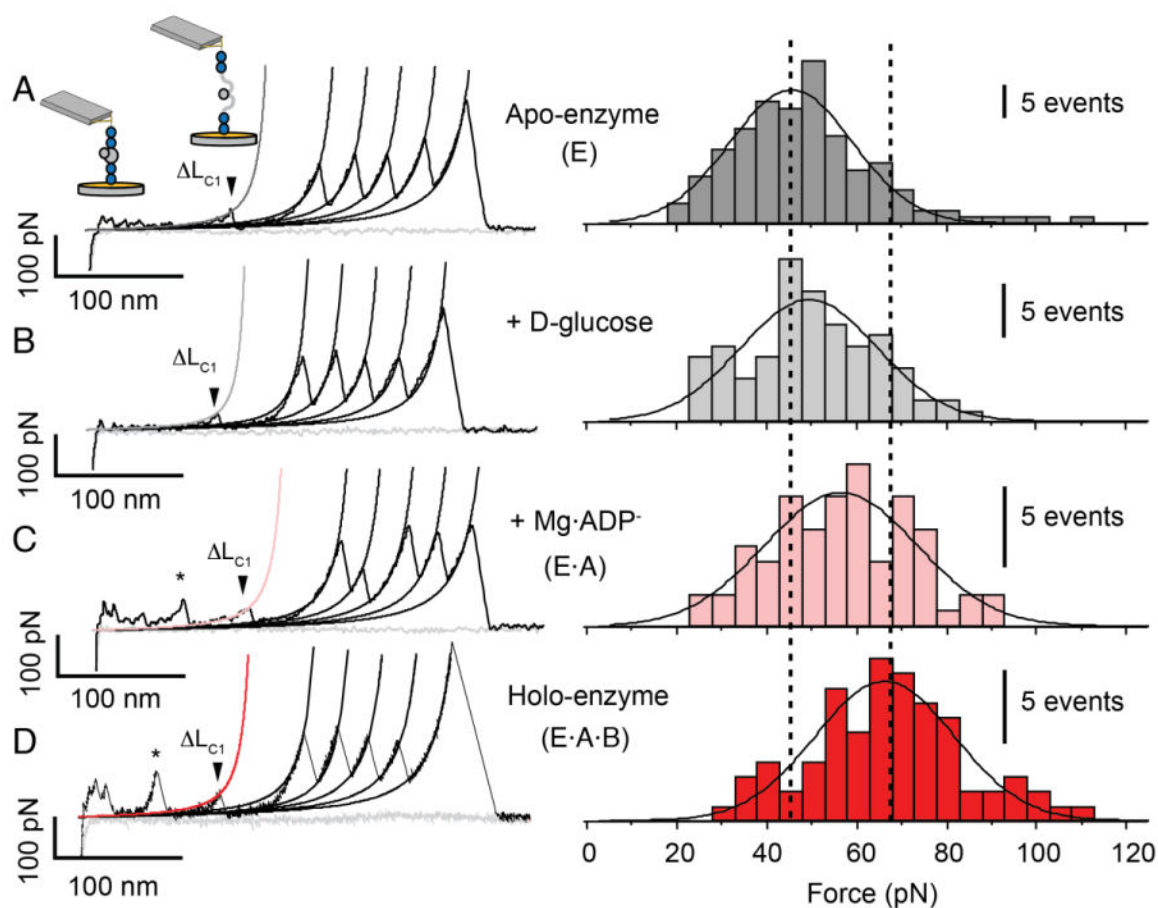 A
ΔLC1
100 pN
100 nm
Apo-enzyme
(E)
5 events
B
ΔLC1
100 pN
100 nm
+ D-glucose
5 events
C
*
ΔLC1
100 pN
100 nm
+ Mg·ADP-
(E·A)
5 events
D
*
ΔLC1
100 pN
100 nm
Holo-enzyme
(E·A·B)
5 events
0 20 40 60 80 100 120
Force (pN)